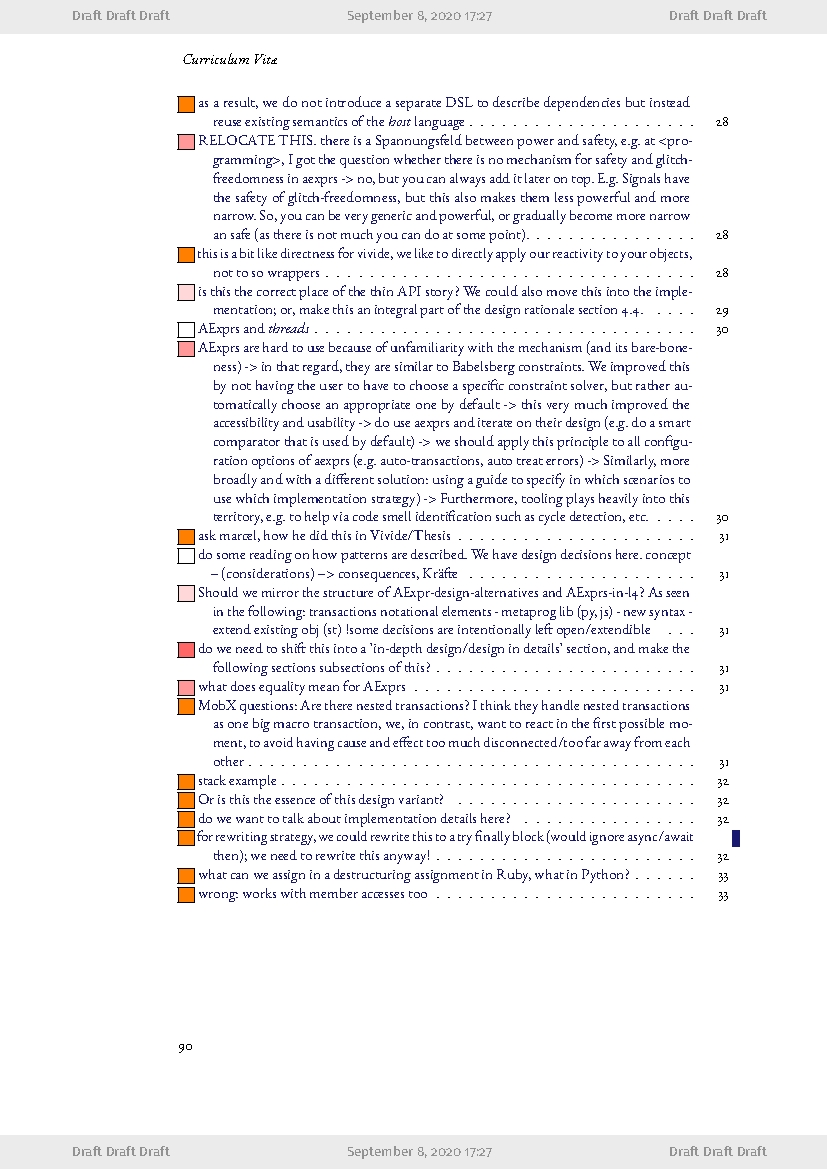 Draft Draft Draft September 8, 2020 17:27 Draft Draft Draft
Curriculum Vitæ
as a result, we do not introduce a separate DSL to describe dependencies but instead
reuse existing semantics of the host language . . . . . . . . . . . . . . . . . . . . . . 28
RELOCATE THIS. there is a Spannungsfeld between power and safety, e.g. at <pro-
gramming>, I got the question whether there is no mechanism for safety and glitch-
freedomness in aexprs -> no, but you can always add it later on top. E.g. Signals have
the safety of glitch-freedomness, but this also makes them less powerful and more
narrow. So, you can be very generic and powerful, or gradually become more narrow
an safe (as there is not much you can do at some point). . . . . . . . . . . . . . . . . 28
this is a bit like directness for vivide, we like to directly apply our reactivity to your objects,
not to so wrappers . . . . . . . . . . . . . . . . . . . . . . . . . . . . . . . . . . . . 28
is this the correct place of the thin API story? We could also move this into the imple-
mentation; or, make this an integral part of the design rationale section 4.4. . . . . 29
AExprs and threads . . . . . . . . . . . . . . . . . . . . . . . . . . . . . . . . . . . . . 30
AExprs are hard to use because of unfamiliarity with the mechanism (and its bare-bone-
ness) -> in that regard, they are similar to Babelsberg constraints. We improved this
by not having the user to have to choose a specific constraint solver, but rather au-
tomatically choose an appropriate one by default -> this very much improved the
accessibility and usability -> do use aexprs and iterate on their design (e.g. do a smart
comparator that is used by default) -> we should apply this principle to all configu-
ration options of aexprs (e.g. auto-transactions, auto treat errors) -> Similarly, more
broadly and with a different solution: using a guide to specify in which scenarios to
use which implementation strategy) -> Furthermore, tooling plays heavily into this
territory, e.g. to help via code smell identification such as cycle detection, etc. . . . . 30
ask marcel, how he did this in Vivide/Thesis . . . . . . . . . . . . . . . . . . . . . . . 31
do some reading on how patterns are described. We have design decisions here. concept
– (considerations) –> consequences, Kräfte . . . . . . . . . . . . . . . . . . . . . . 31
Should we mirror the structure of AExpr-design-alternatives and AExprs-in-l4? As seen
in the following: transactions notational elements - metaprog lib (py, js) - new syntax -
extend existing obj (st) !some decisions are intentionally left open/extendible . . . 31
do we need to shift this into a 'in-depth design/design in details' section, and make the
following sections subsections of this? . . . . . . . . . . . . . . . . . . . . . . . . . 31
what does equality mean for AExprs . . . . . . . . . . . . . . . . . . . . . . . . . . . 31
MobX questions: Are there nested transactions? I think they handle nested transactions
as one big macro transaction, we, in contrast, want to react in the first possible mo-
ment, to avoid having cause and effect too much disconnected/too far away from each
other . . . . . . . . . . . . . . . . . . . . . . . . . . . . . . . . . . . . . . . . . . . 31
stack example . . . . . . . . . . . . . . . . . . . . . . . . . . . . . . . . . . . . . . . . 32
Or is this the essence of this design variant? . . . . . . . . . . . . . . . . . . . . . . . 32
do we want to talk about implementation details here? . . . . . . . . . . . . . . . . . 32
for rewriting strategy, we could rewrite this to a try finally block (would ignore async/await
then); we need to rewrite this anyway! . . . . . . . . . . . . . . . . . . . . . . . . . 32
what can we assign in a destructuring assignment in Ruby, what in Python? . . . . . . 33
wrong: works with member accesses too . . . . . . . . . . . . . . . . . . . . . . . . . 33
90
Draft Draft Draft September 8, 2020 17:27 Draft Draft Draft